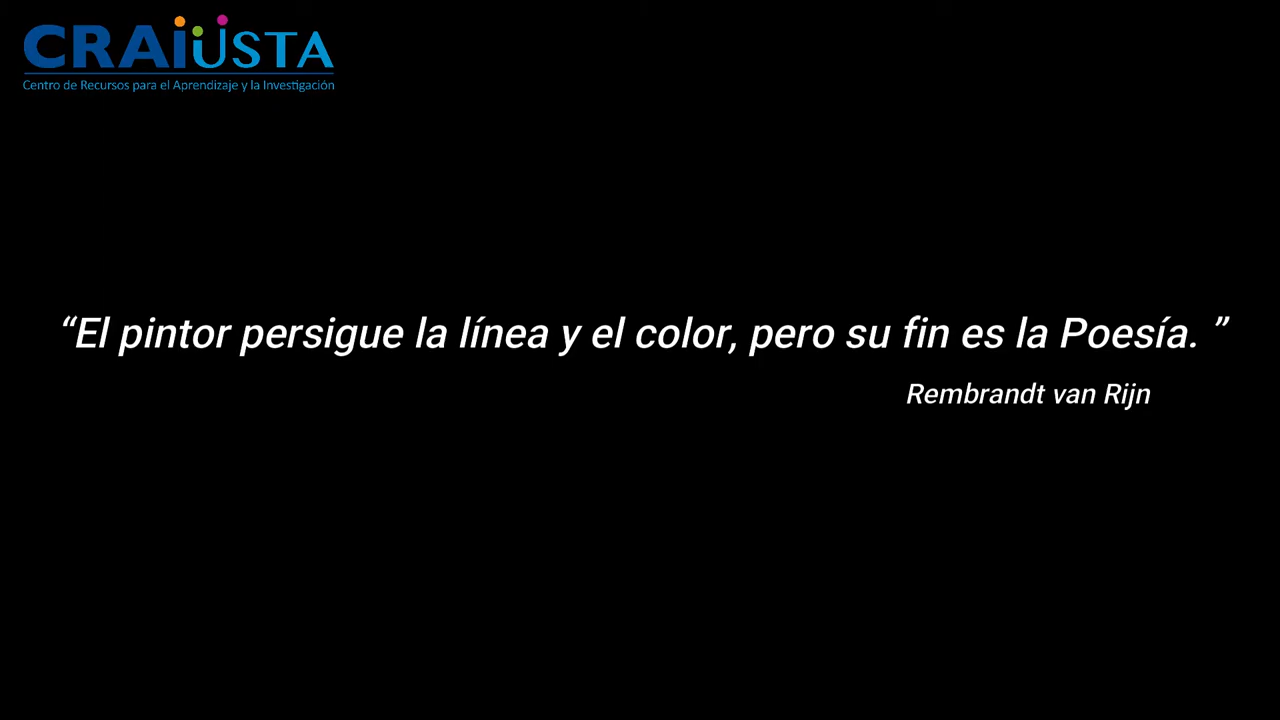 CRAIUSTA
Centro de Recursos para el Aprendizaje y la Investigación
“El pintor persigue la línea y el color, pero su fin es la Poesía. ”
Rembrandt van Rijn